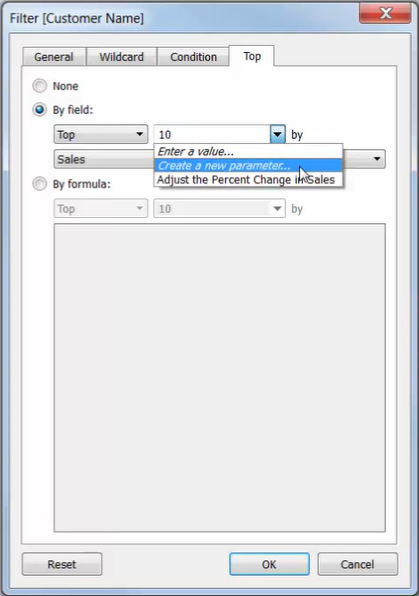 Filter [Customer Name]
General Wildcard Condition Top
None
By field:
Top 10 by
Enter a value...
Sales Create a new parameter...
Adjust the Percent Change in Sales
By formula:
Top 10 by
Reset OK Cancel